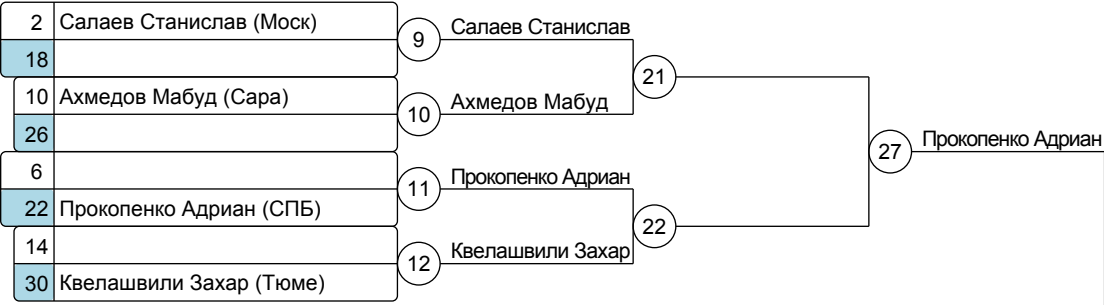 2 Салаев Станислав (Моск)
9 Салаев Станислав
18
21
10 Ахмедов Мабуд (Сара)
10 Ахмедов Мабуд
26
27 Прокопенко Адриан
6
11 Прокопенко Адриан
22 Прокопенко Адриан (СПБ)
22
14
12 Квелашвили Захар
30 Квелашвили Захар (Тюме)